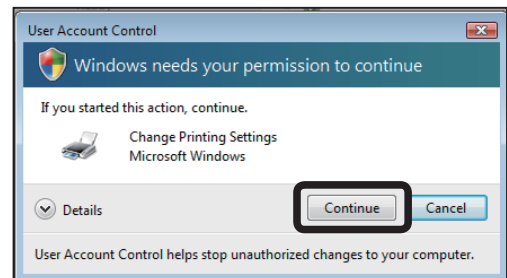 User Account Control
Windows needs your permission to continue
If you started this action, continue.
Change Printing Settings
Microsoft Windows
Details
Continue
Cancel
User Account Control helps stop unauthorized changes to your computer.